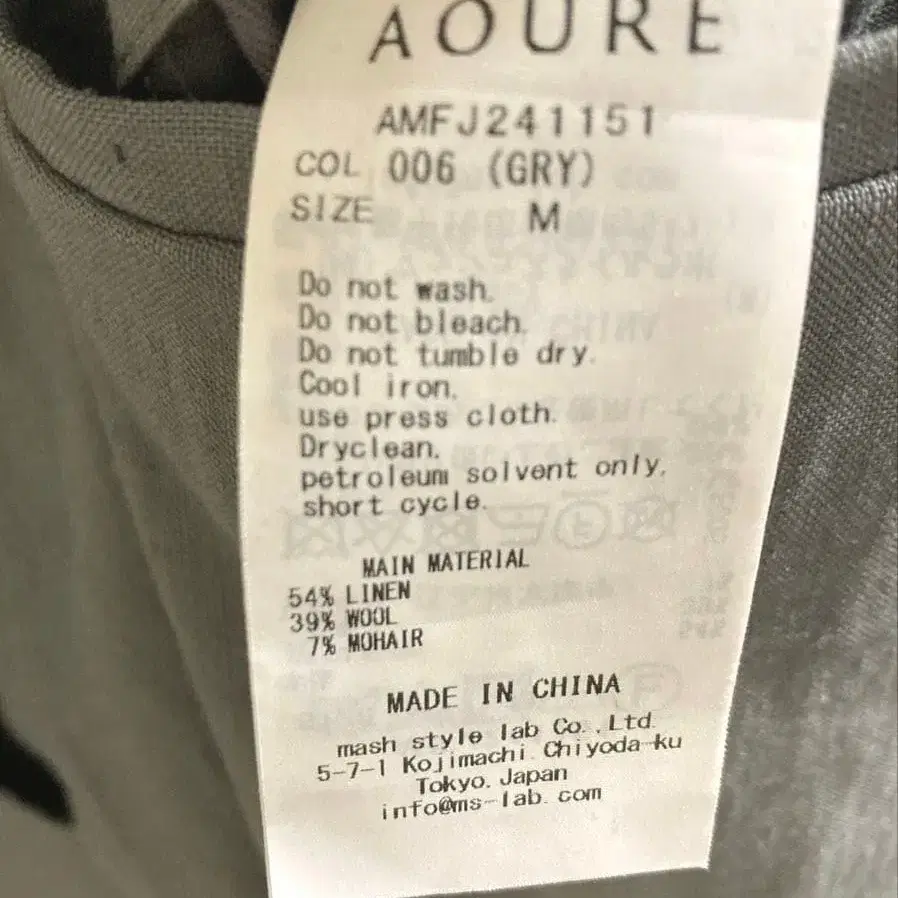 AOURE
AMFJ241151
COL 006 (GRY)
SIZE M
Do not wash.
Do not bleach.
Do not tumble dry.
Cool iron.
use press cloth.
Dryclean.
petroleum solvent only.
short cycle.
MAIN MATERIAL
54% LINEN
39% WOOL
7% MOHAIR
MADE IN CHINA
mash style lab Co.,Ltd.
5-7-1 Kojimachi Chiyoda-ku
Tokyo. Japan
info@ms-lab.com